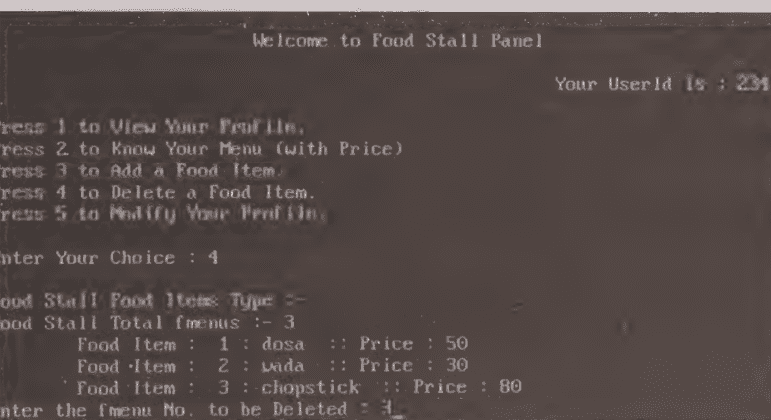 Welcome to Food Stall Panel
Your UserId is : 234
ress 1 to View Your Profile.
ress 2 to Know Your Menu (with Price)
ress 3 to Add a Food Item.
ress 4 to Delete a Food Item.
ress 5 to Modify Your Profile.
nter Your Choice : 4
ood Stall Food Items Type :-
ood Stall Total fmenus :- 3
Food Item : 1 : dosa :: Price : 50
Food Item : 2 : wada :: Price : 30
Food Item : 3 : chopstick :: Price : 80
nter the fmenu No. to be Deleted : 3_